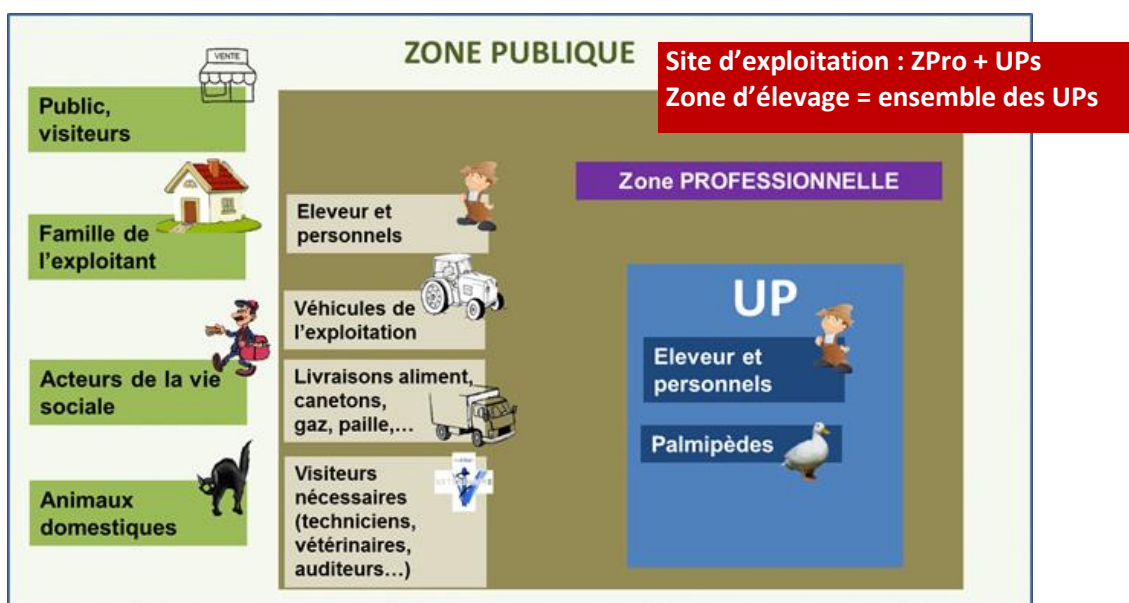 ZONE PUBLIQUE
Site d’exploitation : ZPro + UPs
Zone d’élevage = ensemble des UPs
VENTE
Public,
visiteurs
Famille de
l’exploitant
Acteurs de la vie
sociale
Animaux
domestiques
Eleveur et
personnels
Véhicules de
l’exploitation
Livraisons aliment,
canetons,
gaz, paille,...
Visiteurs
nécessaires
(techniciens,
vétérinaires,
auditeurs...)
Zone PROFESSIONNELLE
UP
Eleveur et
personnels
Palmipèdes